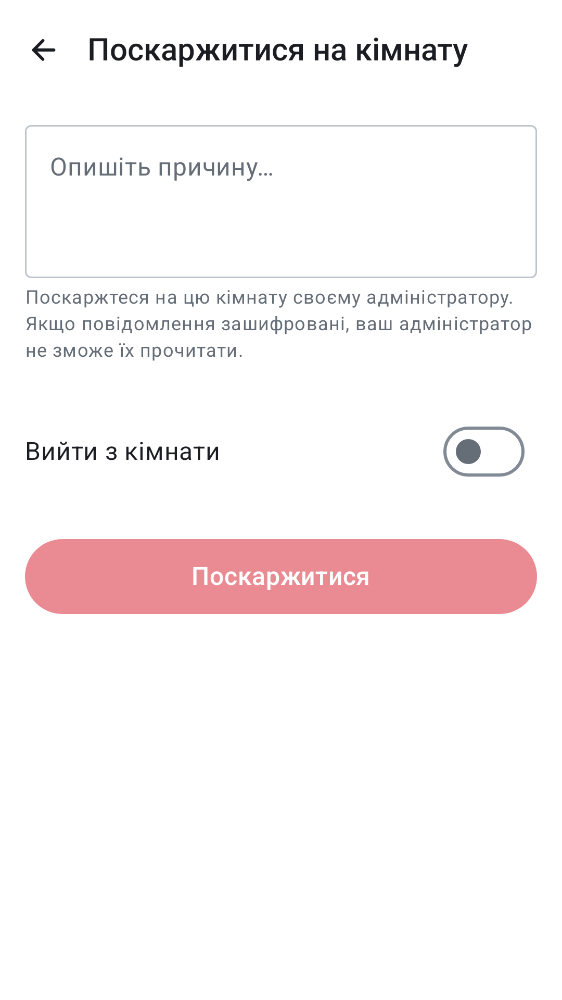 Поскаржитися на кімнату
Опишіть причину...
Поскаржтеся на цю кімнату своєму адміністратору.
Якщо повідомлення зашифровані, ваш адміністратор
не зможе їх прочитати.
Вийти з кімнати
Поскаржитися